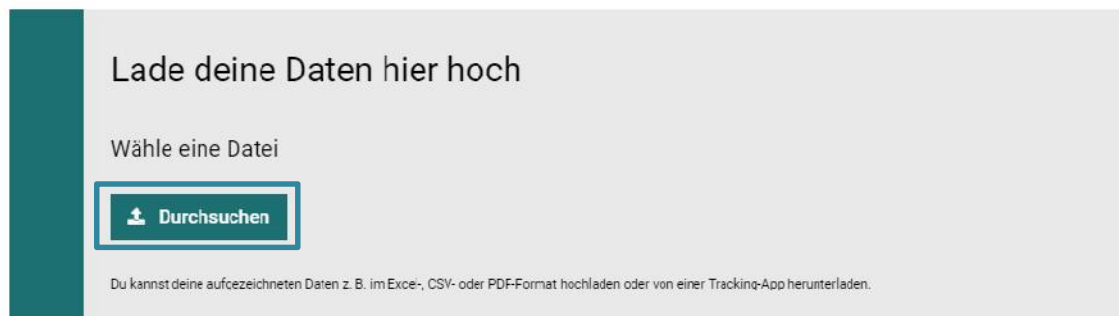 Lade deine Daten hier hoch
Wähle eine Datei
Durchsuchen
Du kannst deine aufgezeichneten Daten z. B. im Excel-, CSV- oder PDF-Format hochladen oder von einer Tracking-App herunterladen.